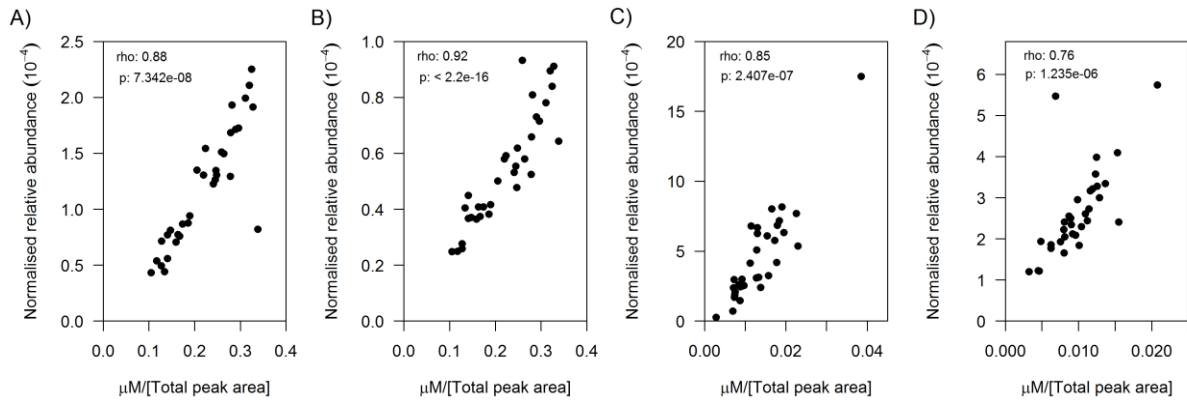 A)
Normalised relative abundance (10⁻⁴)
2.5
2.0
1.5
1.0
0.5
0.0
rho: 0.88
p: 7.342e-08
0.0 0.1 0.2 0.3 0.4
μM/[Total peak area]
B)
Normalised relative abundance (10⁻⁴)
1.0
0.8
0.6
0.4
0.2
0.0
rho: 0.92
p: < 2.2e-16
0.0 0.1 0.2 0.3 0.4
μM/[Total peak area]
C)
Normalised relative abundance (10⁻⁴)
20
15
10
5
0
rho: 0.85
p: 2.407e-07
0.00 0.02 0.04
μM/[Total peak area]
D)
Normalised relative abundance (10⁻⁴)
6
5
4
3
2
1
0
rho: 0.76
p: 1.235e-06
0.000 0.010 0.020
μM/[Total peak area]